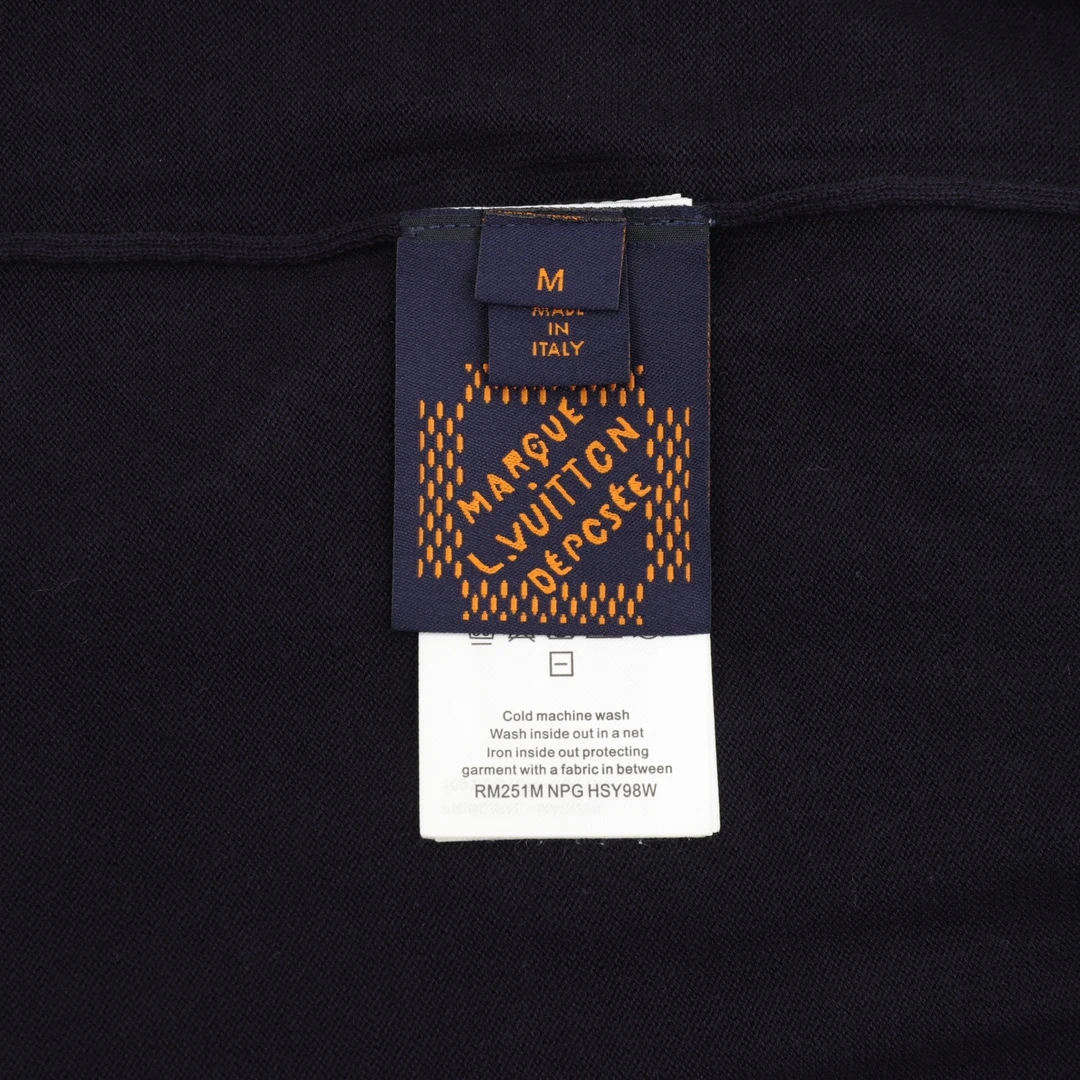 M
MADE
IN
ITALY
MARQUE
L.VUITTON
DÉPOSÉE
Cold machine wash
Wash inside out in a net
Iron inside out protecting
garment with a fabric in between
RM251M NPG HSY98W